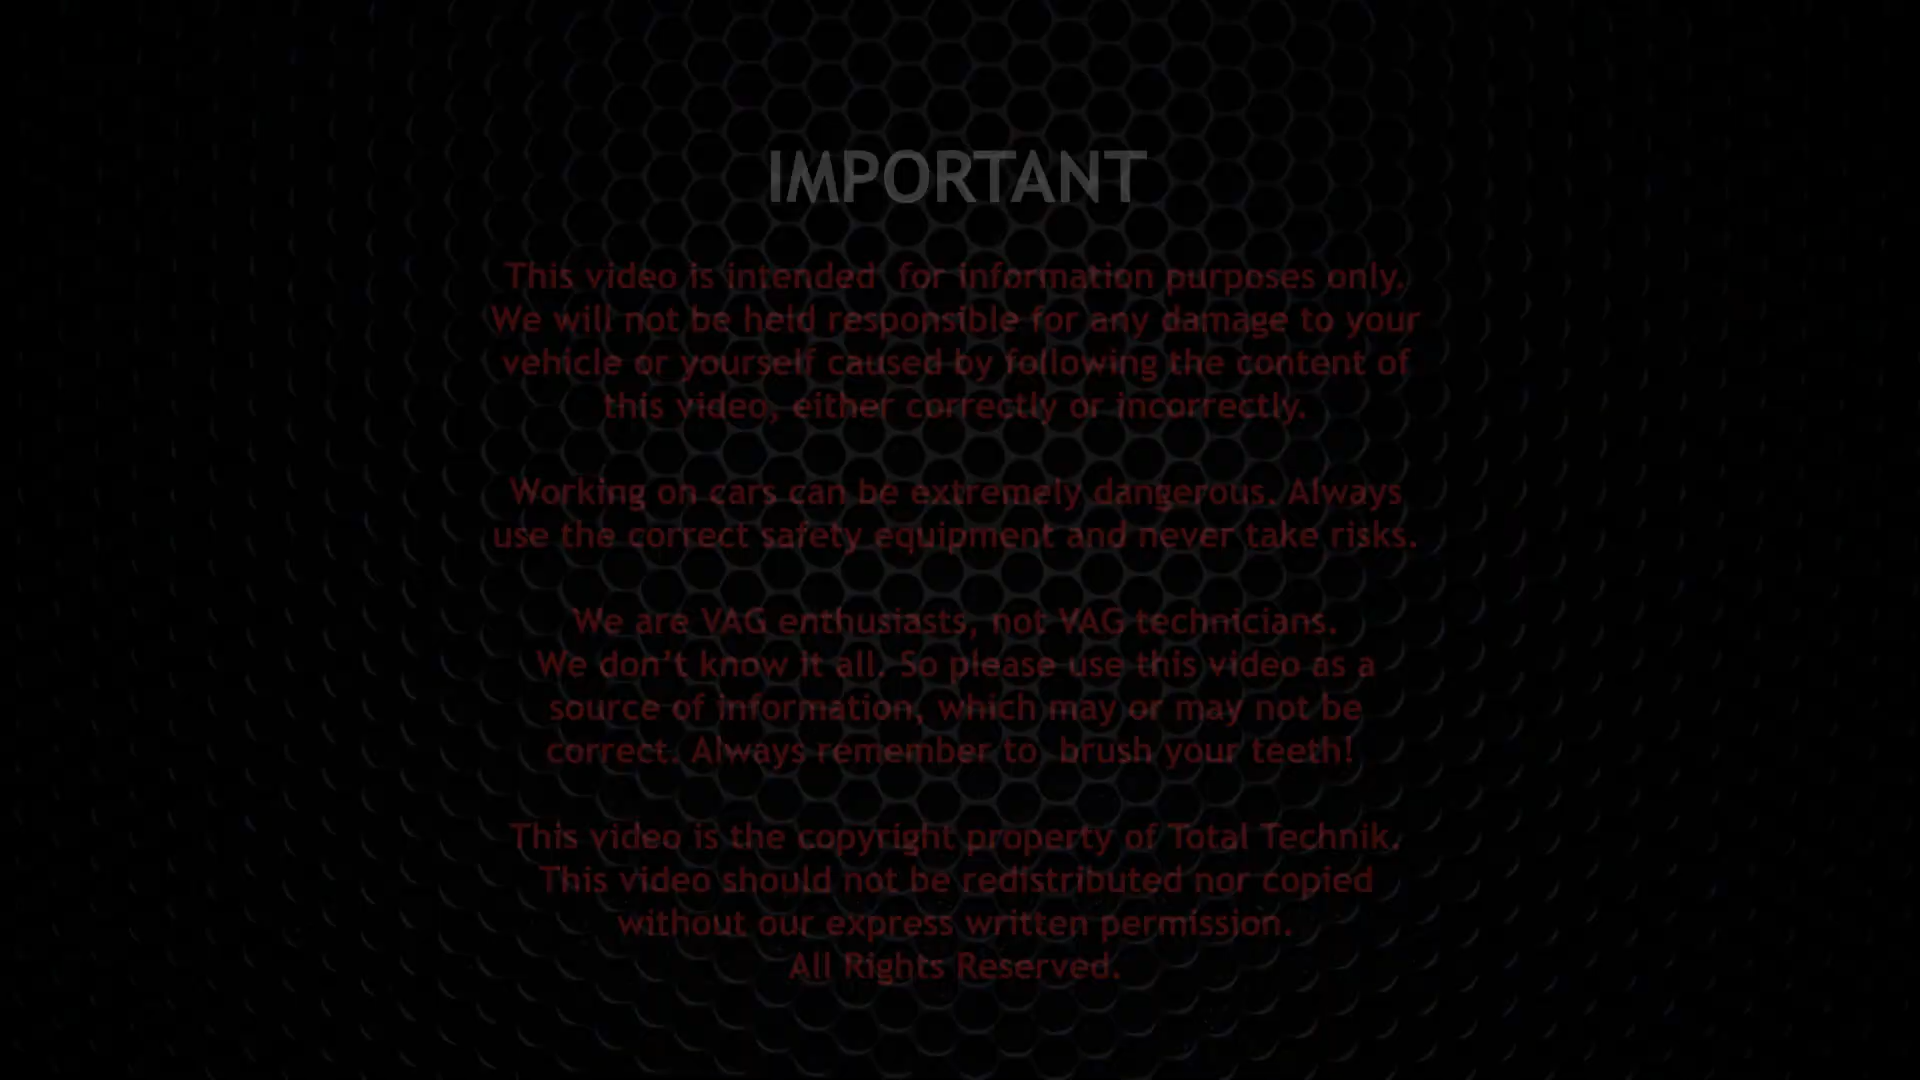 IMPORTANT
This video is intended  for information purposes only.
We will not be held responsible for any damage to your
vehicle or yourself caused by following the content of
this video, either correctly or incorrectly.
Working on cars can be extremely dangerous. Always
use the correct safety equipment and never take risks.
We are VAG enthusiasts, not VAG technicians.
We don’t know it all. So please use this video as a
source of information, which may or may not be
correct. Always remember to  brush your teeth!
This video is the copyright property of Total Technik.
This video should not be redistributed nor copied
without our express written permission.
All Rights Reserved.